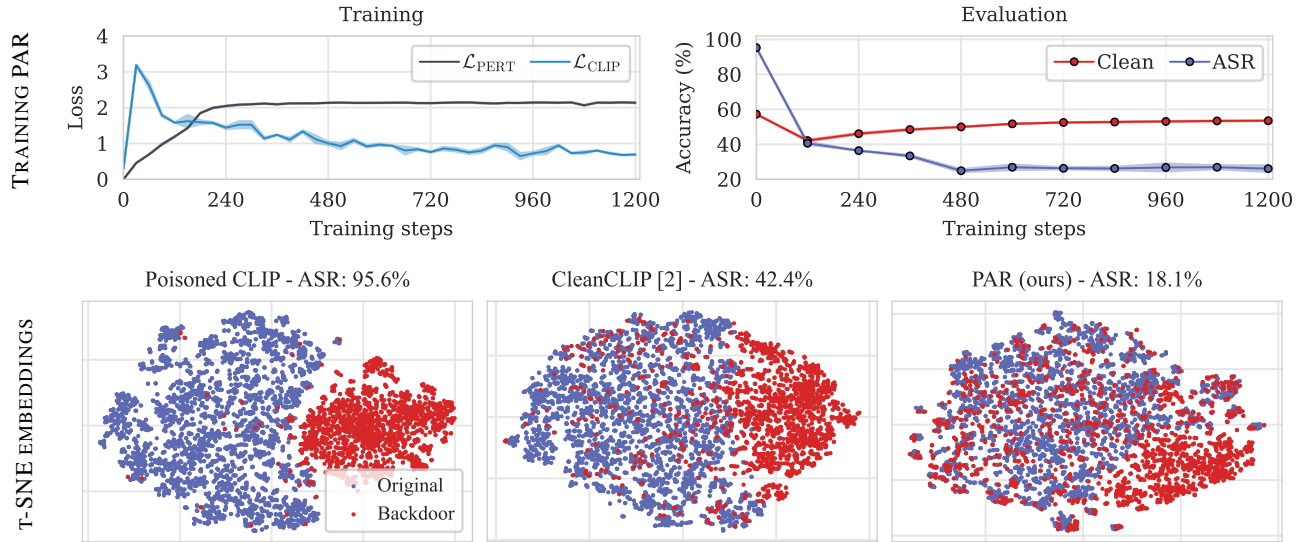 TRAINING PAR
Training
Loss
4
3
2
1
0
ℒPERT ℒCLIP
0 240 480 720 960 1200
Training steps
Evaluation
Accuracy (%)
100
80
60
40
20
Clean ASR
0 240 480 720 960 1200
Training steps
T-SNE EMBEDDINGS
Poisoned CLIP - ASR: 95.6%
Original
Backdoor
CleanCLIP [2] - ASR: 42.4%
PAR (ours) - ASR: 18.1%